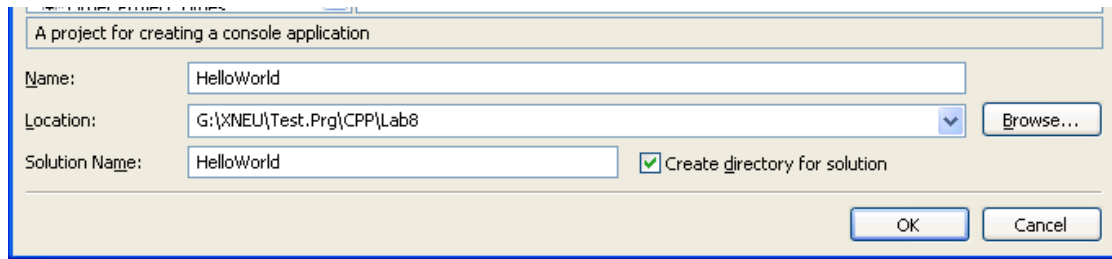 A project for creating a console application
Name:
HelloWorld
Location:
G:\XNEU\Test.Prg\CPP\Lab8
Browse...
Solution Name:
HelloWorld
Create directory for solution
OK
Cancel